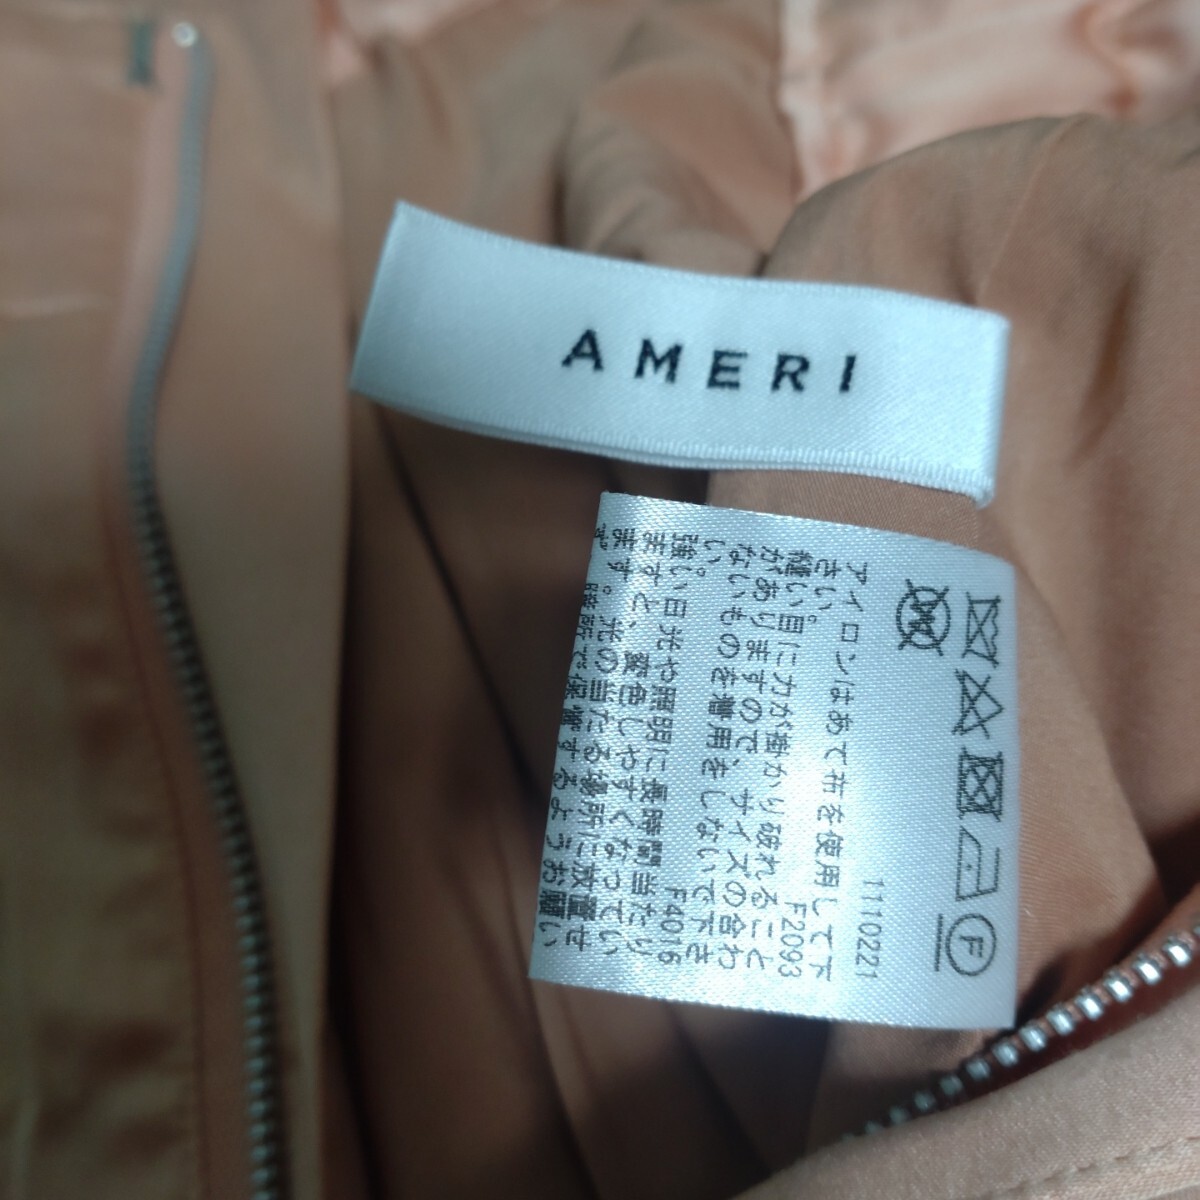 AMERI
F
1110221
アイロンはあて布を使用して下
さい。
F2093
縫い目に力が掛かり破れること
がありますので、サイズの合わ
ないものを着用をしないで下さ
い。
F4016
強い日光や照明に長時間当たり
ますと、変色しやすくなってい
ます。光の当たる場所に放置せ
ず、暗所で保管するようお願い